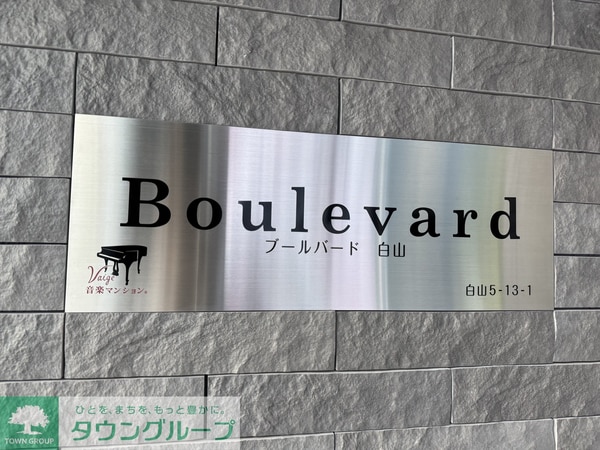 Boulevard
ブールバード 白山
Vaige
音楽マンション®
白山5-13-1
ひとを、まちを、もっと豊かに。
タウングループ
TOWN GROUP